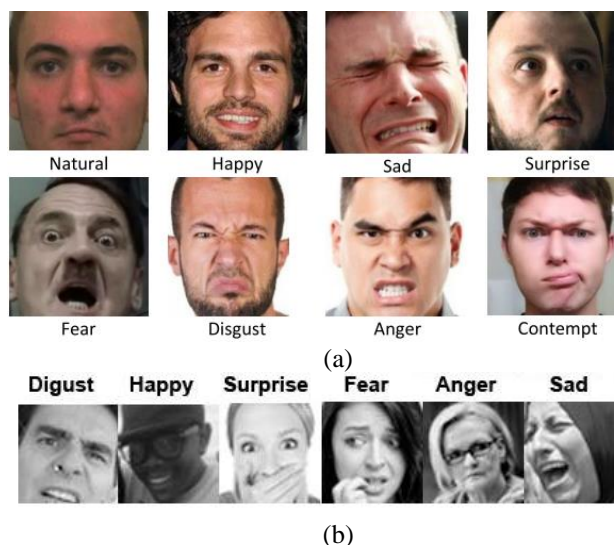 Natural Happy Sad Surprise
Fear Disgust Anger Contempt
(a)
Digust Happy Surprise Fear Anger Sad
(b)